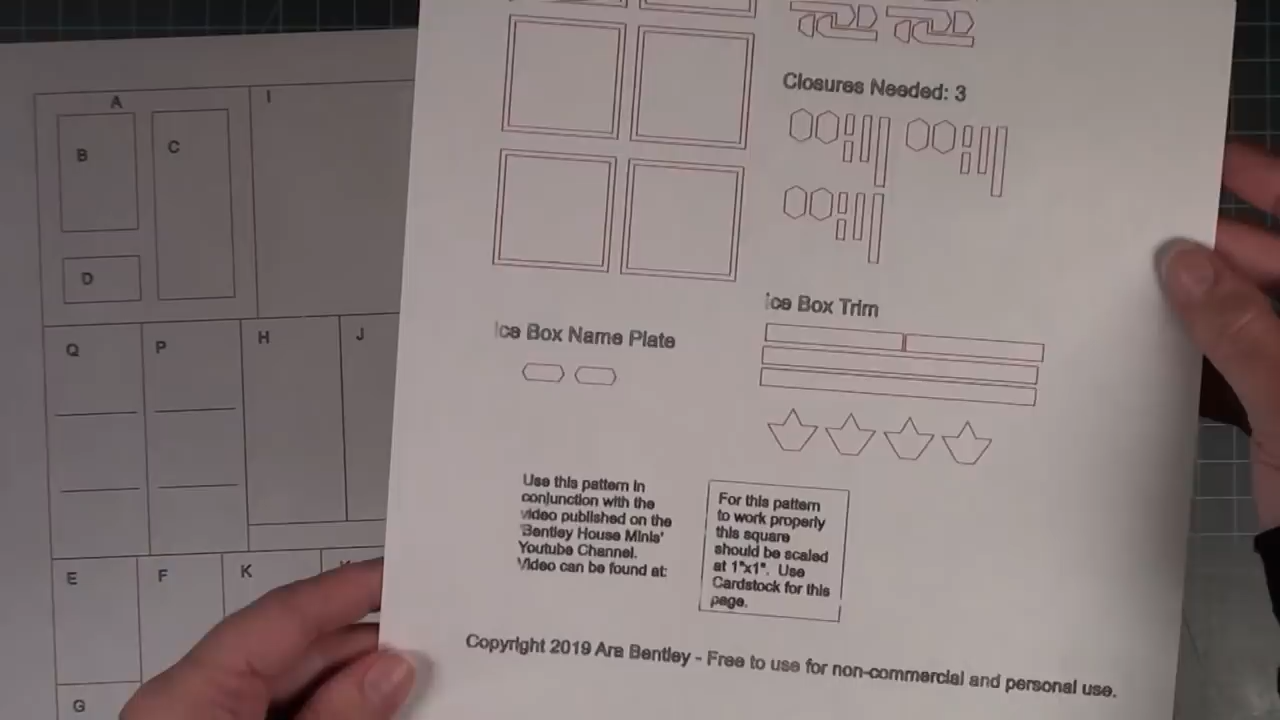 A
I
B
C
D
Q
P
H
J
E
F
K
G
Closures Needed: 3
Ice Box Trim
Ice Box Name Plate
Use this pattern in
conjunction with the
video published on the
'Bentley House Minis'
Youtube Channel.
Video can be found at:
For this pattern
to work properly
this square
should be scaled
at 1"x1". Use
Cardstock for this
page.
Copyright 2019 Ara Bentley - Free to use for non-commercial and personal use.